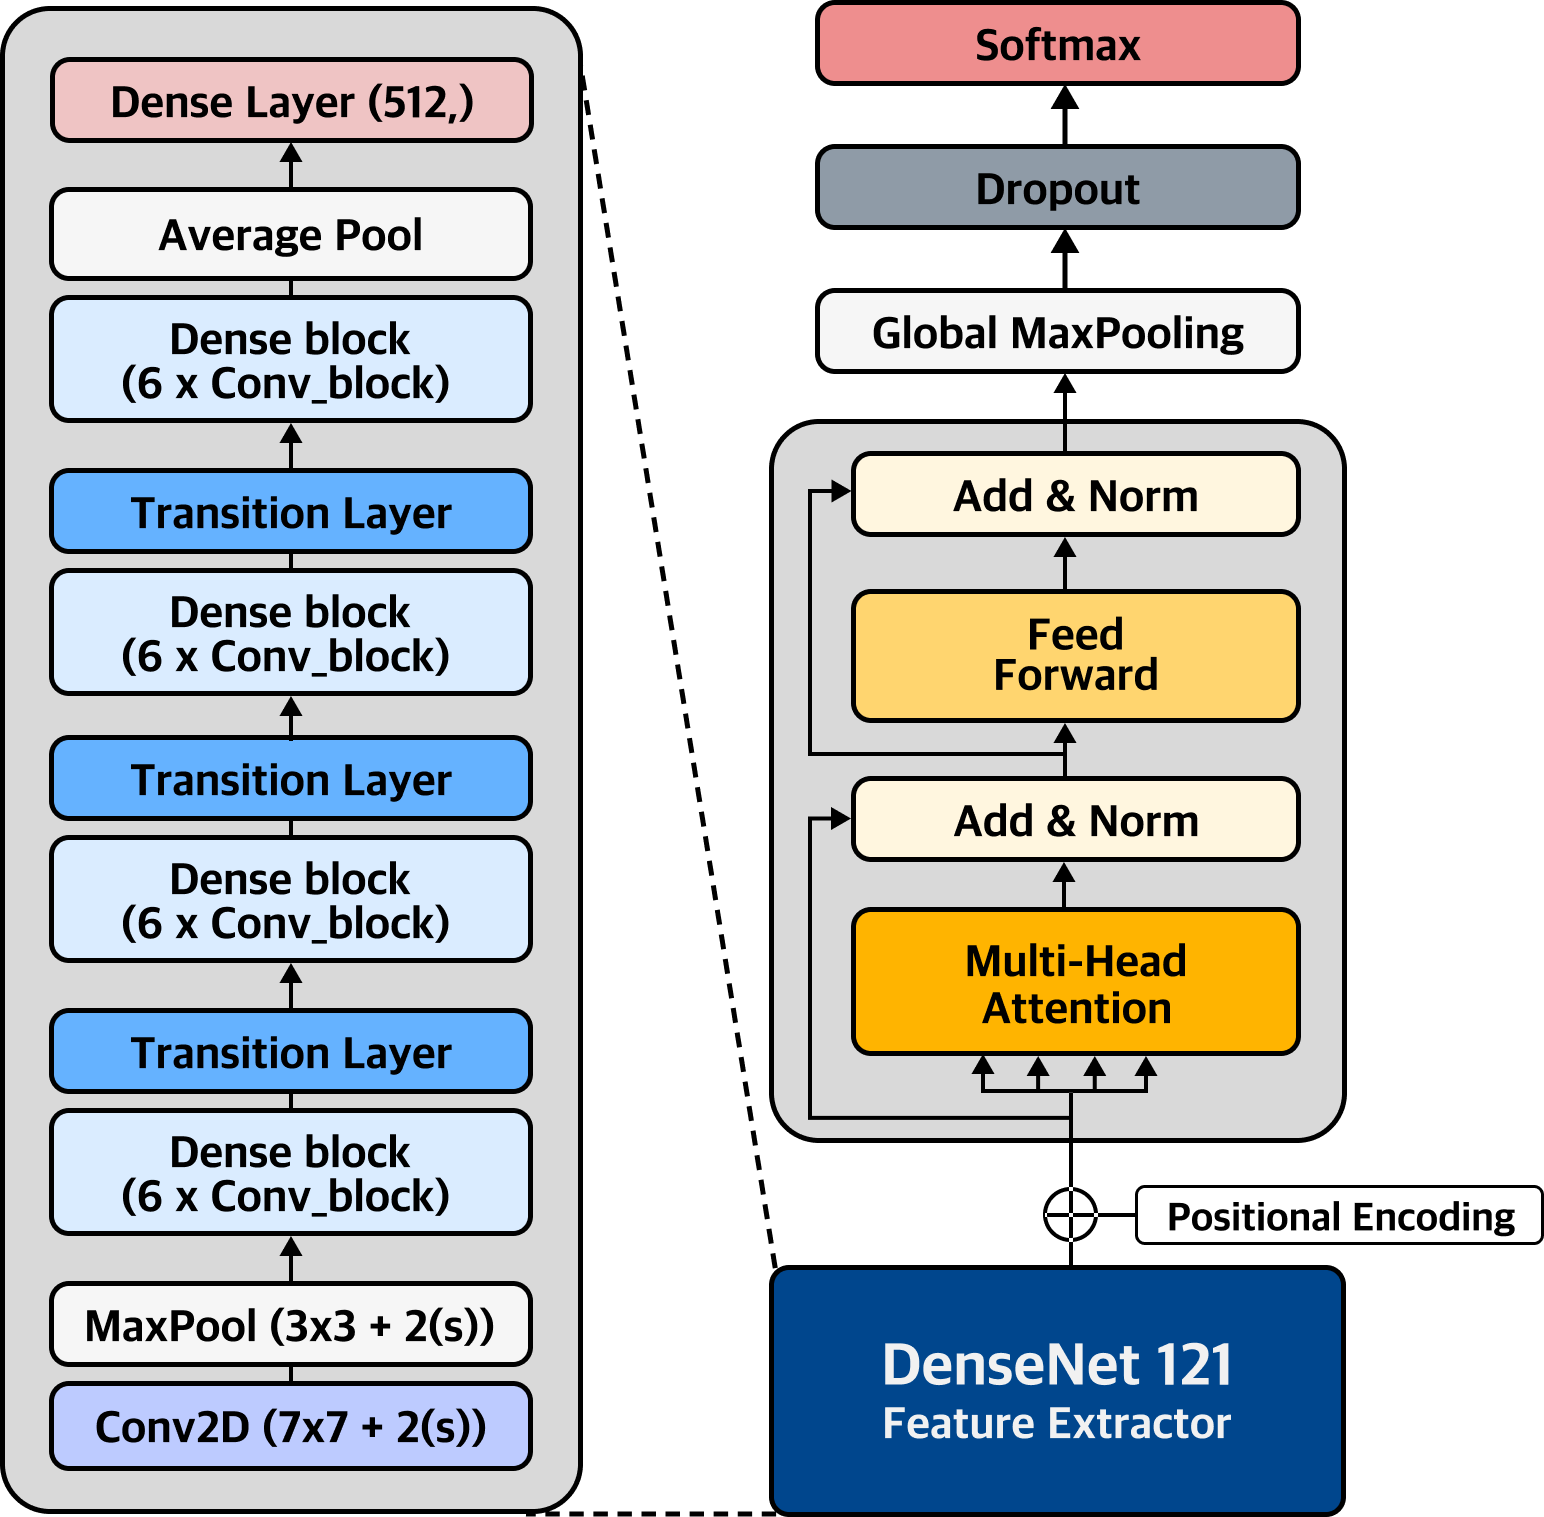 Dense Layer (512,)
Average Pool
Dense block
(6 x Conv_block)
Transition Layer
Dense block
(6 x Conv_block)
Transition Layer
Dense block
(6 x Conv_block)
Transition Layer
Dense block
(6 x Conv_block)
MaxPool (3x3 + 2(s))
Conv2D (7x7 + 2(s))
Softmax
Dropout
Global MaxPooling
Add & Norm
Feed
Forward
Add & Norm
Multi-Head
Attention
Positional Encoding
DenseNet 121
Feature Extractor